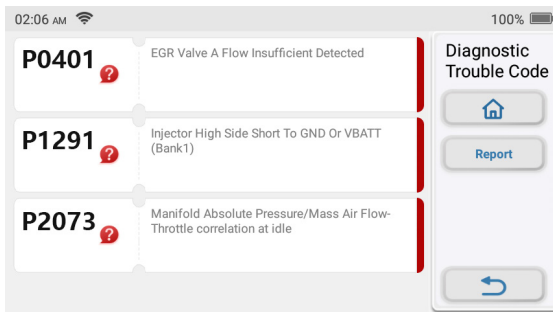 02:06 AM
100%
P0401
EGR Valve A Flow Insufficient Detected
P1291
Injector High Side Short To GND Or VBATT
(Bank1)
P2073
Manifold Absolute Pressure/Mass Air Flow-
Throttle correlation at idle
Diagnostic
Trouble Code
Report